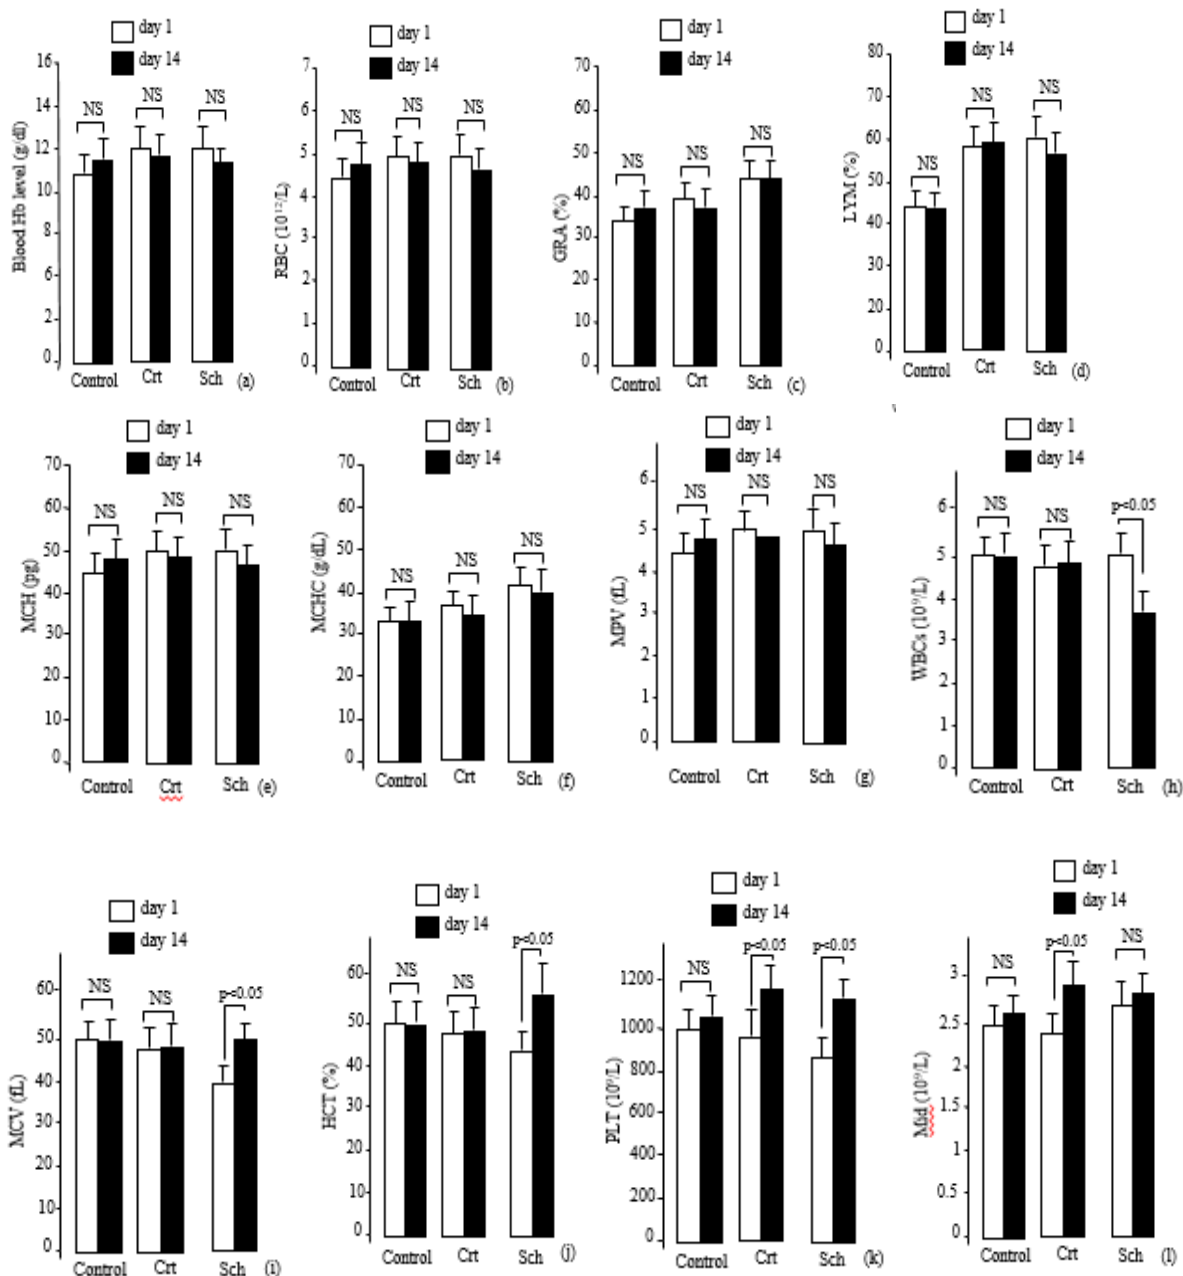 day 1
day 14
Blood Hb level (g/dl)
16
14
12
10
8
6
4
2
0
NS
NS
NS
Control
Crt
Sch
(a)
day 1
day 14
RBC (10¹²/L)
7
6
5
4
2
1
0
NS
NS
NS
Control
Crt
Sch
(b)
day 1
day 14
GRA (%)
70
60
50
40
30
20
10
0
NS
NS
NS
Control
Crt
Sch
(c)
day 1
day 14
LYM (%)
80
70
60
50
40
30
20
0
NS
NS
NS
Control
Crt
Sch
(d)
day 1
day 14
MCH (pg)
70
60
50
40
30
20
10
0
NS
NS
NS
Control
Crt
Sch
(e)
day 1
day 14
MCHC (g/dL)
70
60
50
40
30
20
10
0
NS
NS
NS
Control
Crt
Sch
(f)
day 1
day 14
MPV (fL)
6
5
4
2
1
0
NS
NS
NS
Control
Crt
Sch
(g)
day 1
day 14
WBCs (10⁹/L)
6
5
4
2
1
0
NS
NS
p<0.05
Control
Crt
Sch
(h)
day 1
day 14
MCV (fL)
60
50
40
30
20
10
0
NS
NS
p<0.05
Control
Crt
Sch
(i)
day 1
day 14
HCT (%)
60
50
40
30
20
10
0
NS
NS
p<0.05
Control
Crt
Sch
(j)
day 1
day 14
PLT (10⁹/L)
1200
1000
800
600
400
200
0
NS
p<0.05
p<0.05
Control
Crt
Sch
(k)
day 1
day 14
Mid (10⁹/L)
3
2.5
2
1.5
1
0.5
0
NS
p<0.05
NS
Control
Crt
Sch
(l)